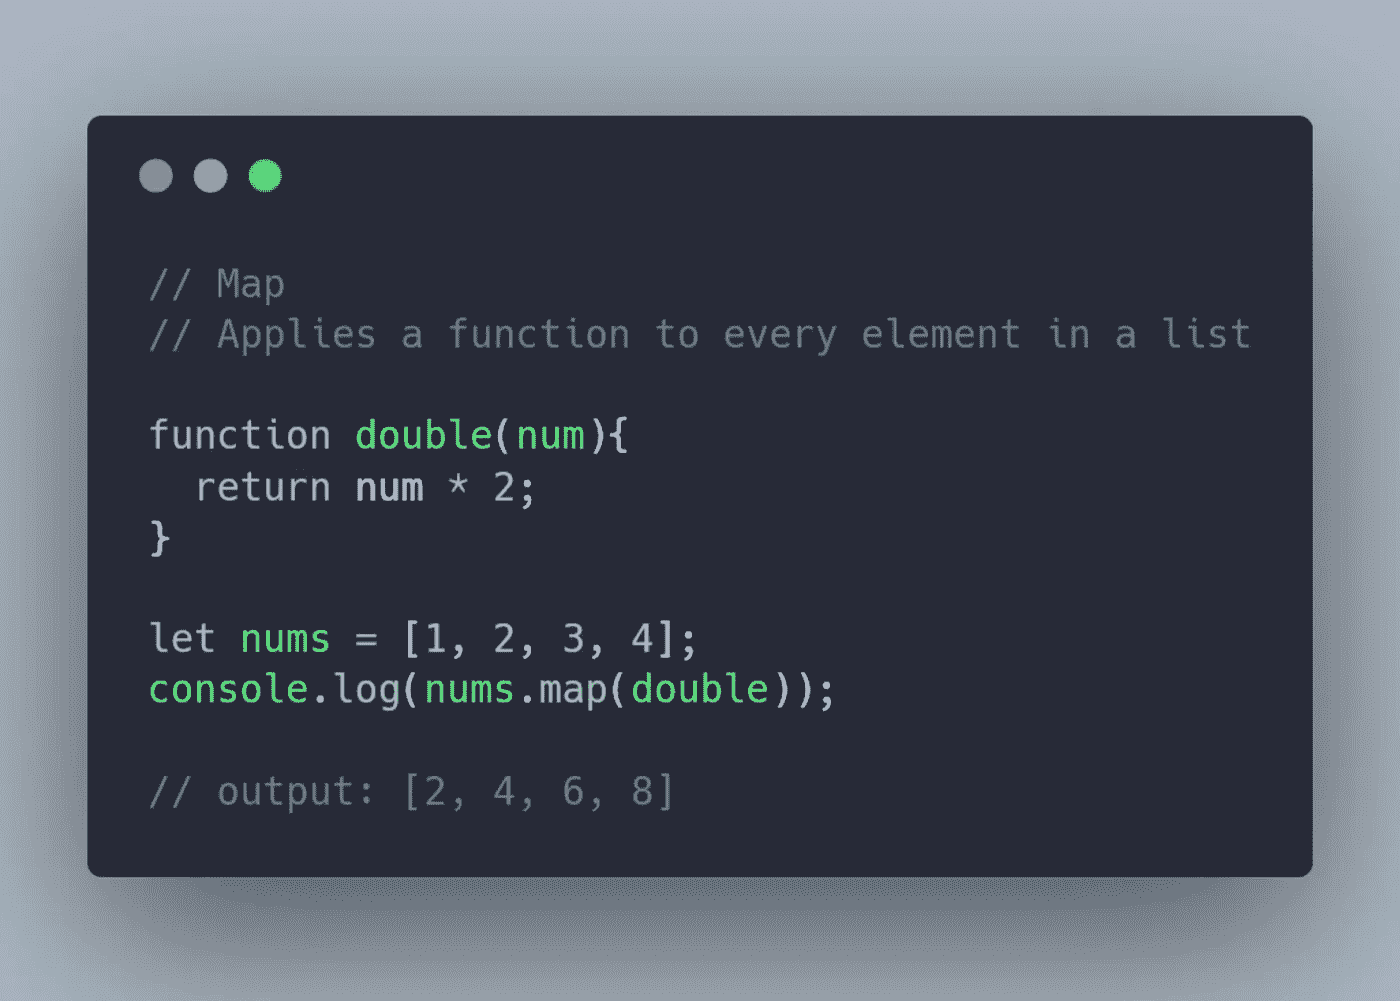 // Map
// Applies a function to every element in a list
function double(num){
return num * 2;
}
let nums = [1, 2, 3, 4];
console.log(nums.map(double));
// output: [2, 4, 6, 8]